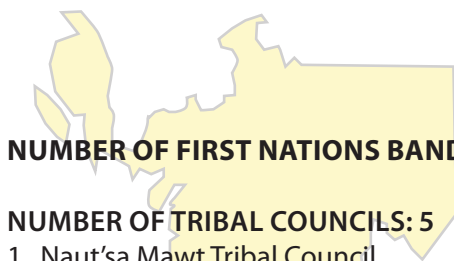 NUMBER OF FIRST NATIONS BAND
NUMBER OF TRIBAL COUNCILS: 5
1. Naut'sa Mawt Tribal Council